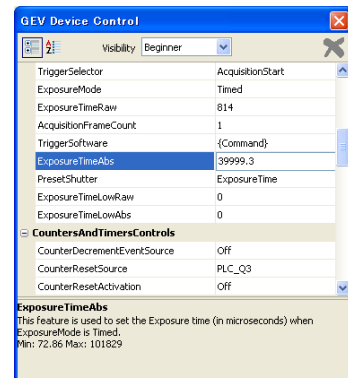 GEV Device Control
Visibility Beginner
TriggerSelector AcquisitionStart
ExposureMode Timed
ExposureTimeRaw 814
AcquisitionFrameCount 1
TriggerSoftware {Command}
ExposureTimeAbs 39999.3
PresetShutter ExposureTime
ExposureTimeLowRaw 0
ExposureTimeLowAbs 0
CountersAndTimersControls
CounterDecrementEventSource Off
CounterResetSource PLC_Q3
CounterResetActivation Off
ExposureTimeAbs
This feature is used to set the Exposure time (in microseconds) when
ExposureMode is Timed.
Min: 72.86 Max: 101829